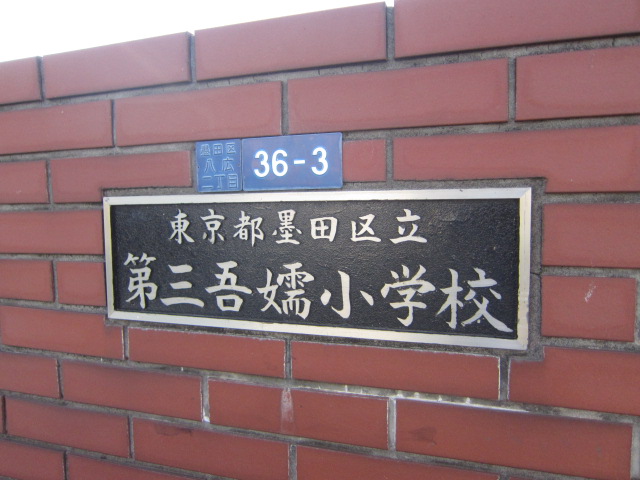 墨田区
八広
二丁目
36-3
東京都墨田区立
第三吾嬬小学校